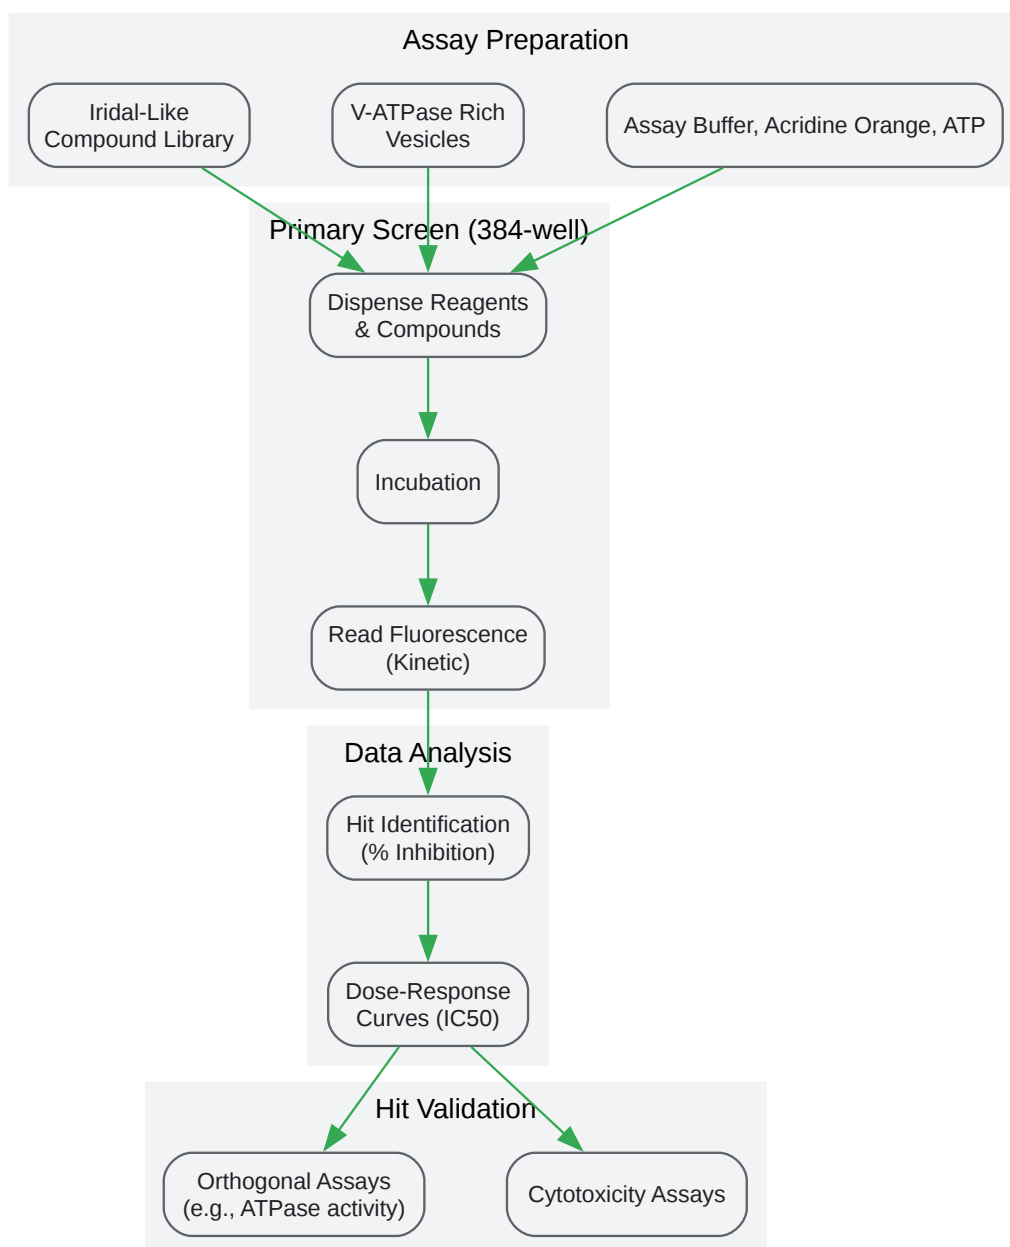 Assay Preparation
Iridal-Like
Compound Library
V-ATPase Rich
Vesicles
Assay Buffer, Acridine Orange, ATP
Primary Screen (384-well)
Dispense Reagents
& Compounds
Incubation
Read Fluorescence
(Kinetic)
Data Analysis
Hit Identification
(% Inhibition)
Dose-Response
Curves (IC50)
Hit Validation
Orthogonal Assays
(e.g., ATPase activity)
Cytotoxicity Assays